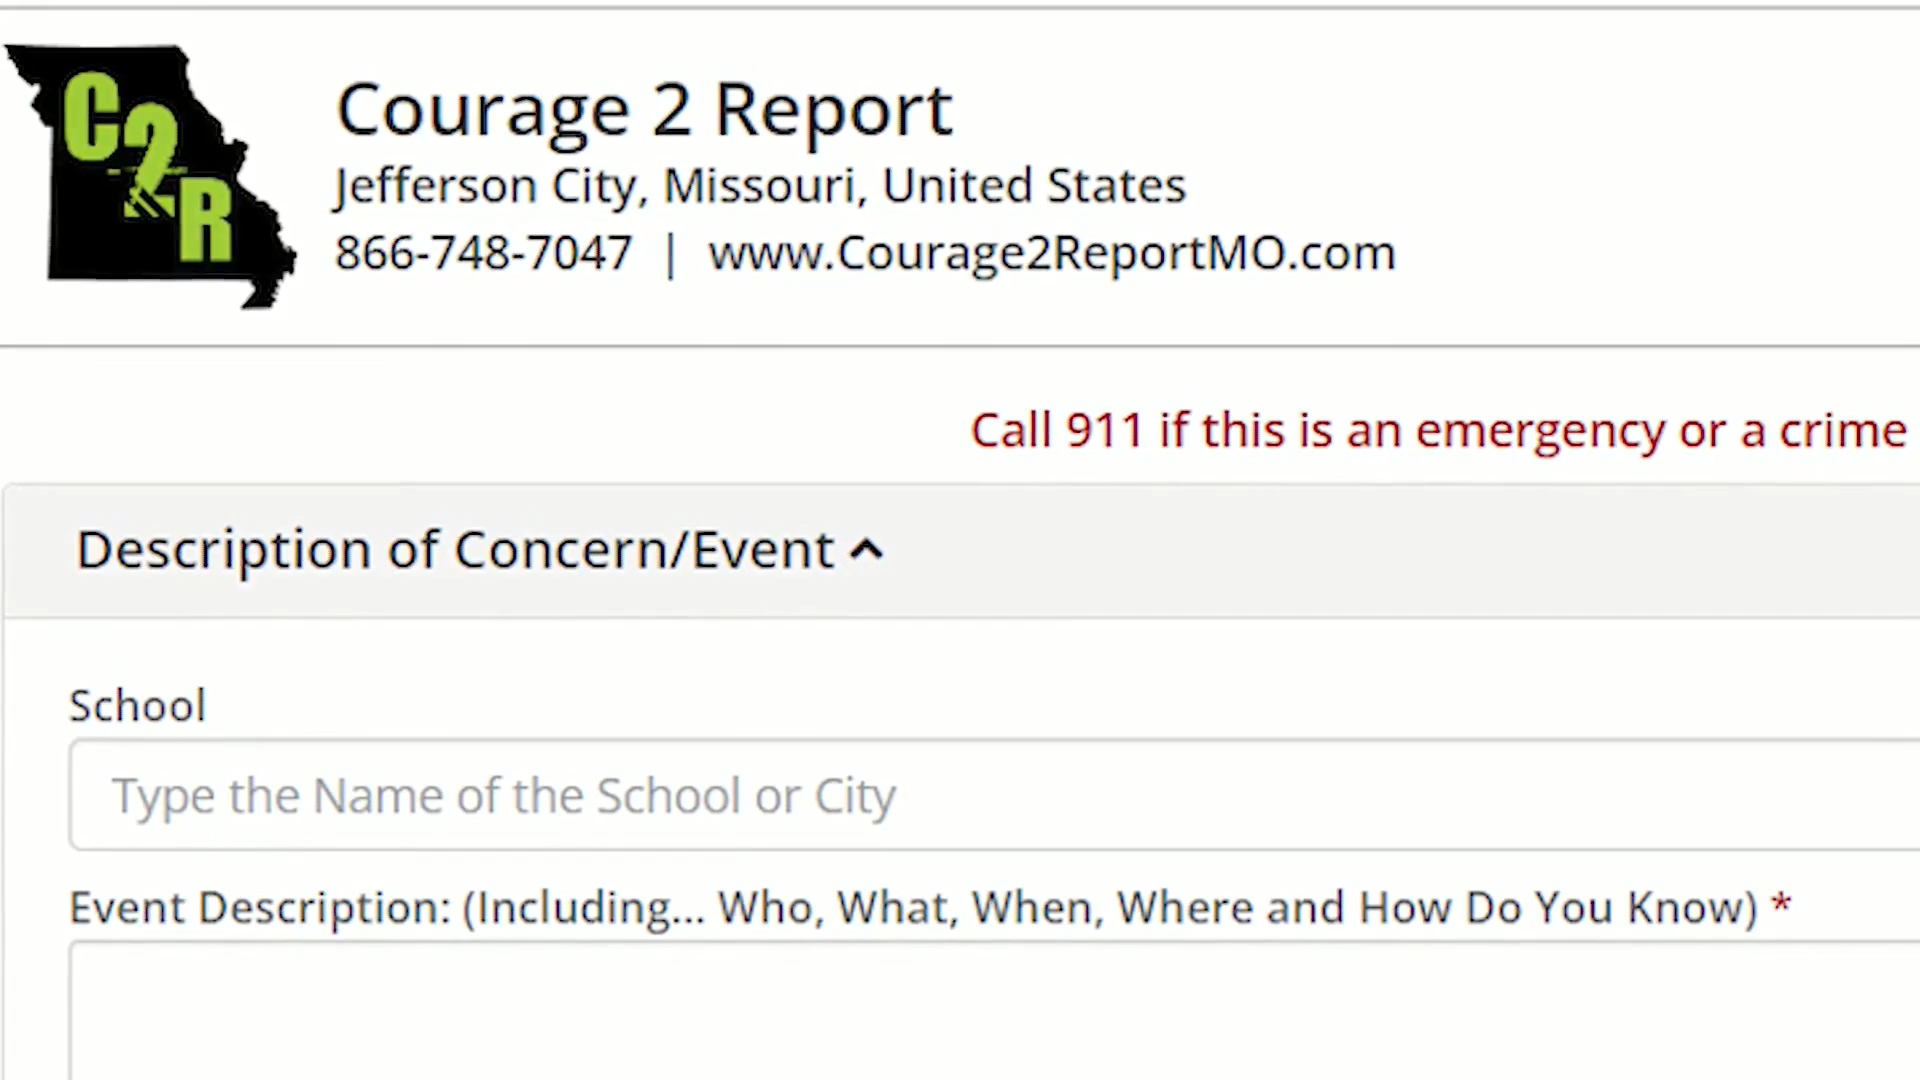 C2R
Courage 2 Report
Jefferson City, Missouri, United States
866-748-7047 | www.Courage2ReportMO.com
Call 911 if this is an emergency or a crime
Description of Concern/Event
School
Type the Name of the School or City
Event Description: (Including... Who, What, When, Where and How Do You Know) *